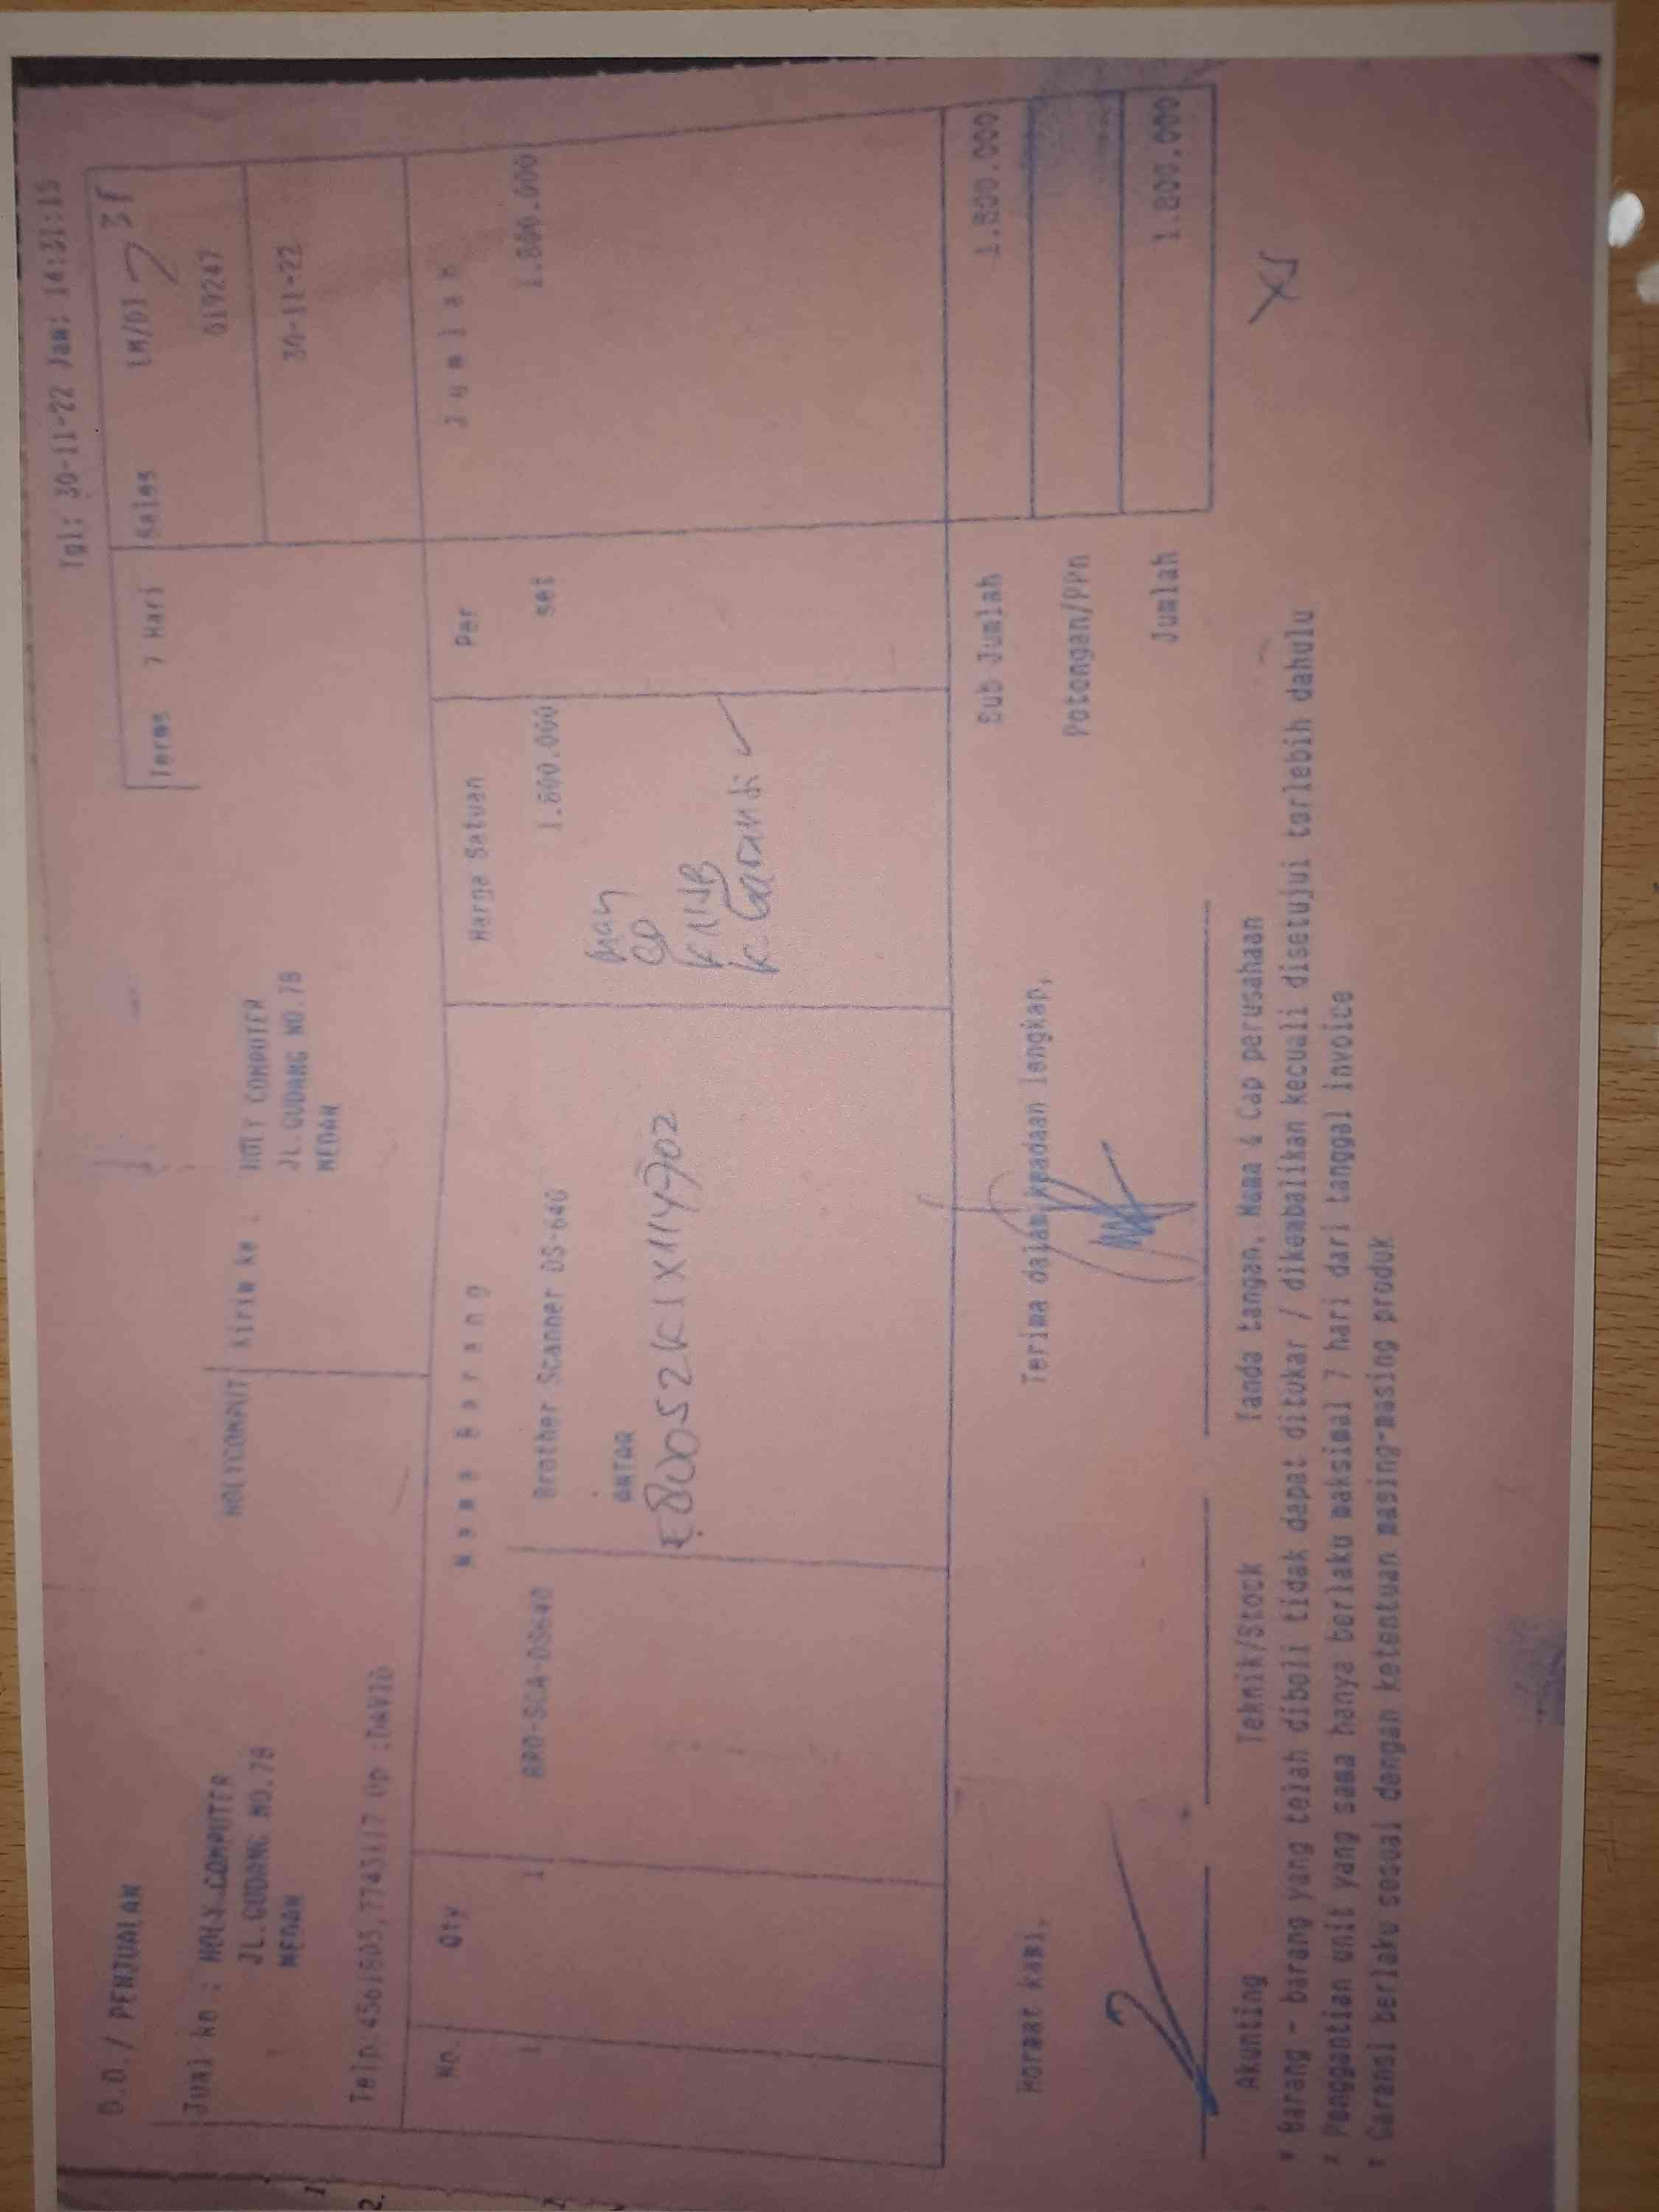 Tgl: 30-11-22 Jam: 14:31:15
D.O./ PENJUALAN
Terms 7 Hari
Sales LM/01
019247
30-11-22
Jual ke : HOLY COMPUTER
JL.GUDANG NO.7B
MEDAN
HOLYCOMPUT
Kirim ke : HOLY COMPUTER
JL.GUDANG NO.7B
MEDAN
Telp:4561805,7743117 Up :DAVID
No. Qty Nama Barang Harga Satuan Per Jumlah
1 1 BRO-SCA-DS640 Brother Scanner DS-640 1.800.000 set 1.800.000
ANTAR
CD
K. Garansi
Sub Jumlah 1.800.000
Potongan/PPn
Jumlah 1.800.000
Hormat kami,
Terima dalam keadaan lengkap,
Akunting Teknik/Stock Tanda tangan, Nama & Cap perusahaan
* Barang - barang yang telah dibeli tidak dapat ditukar / dikembalikan kecuali disetujui terlebih dahulu
* Penggantian unit yang sama hanya berlaku maksimal 7 hari dari tanggal invoice
* Garansi berlaku sesuai dengan ketentuan masing-masing produk